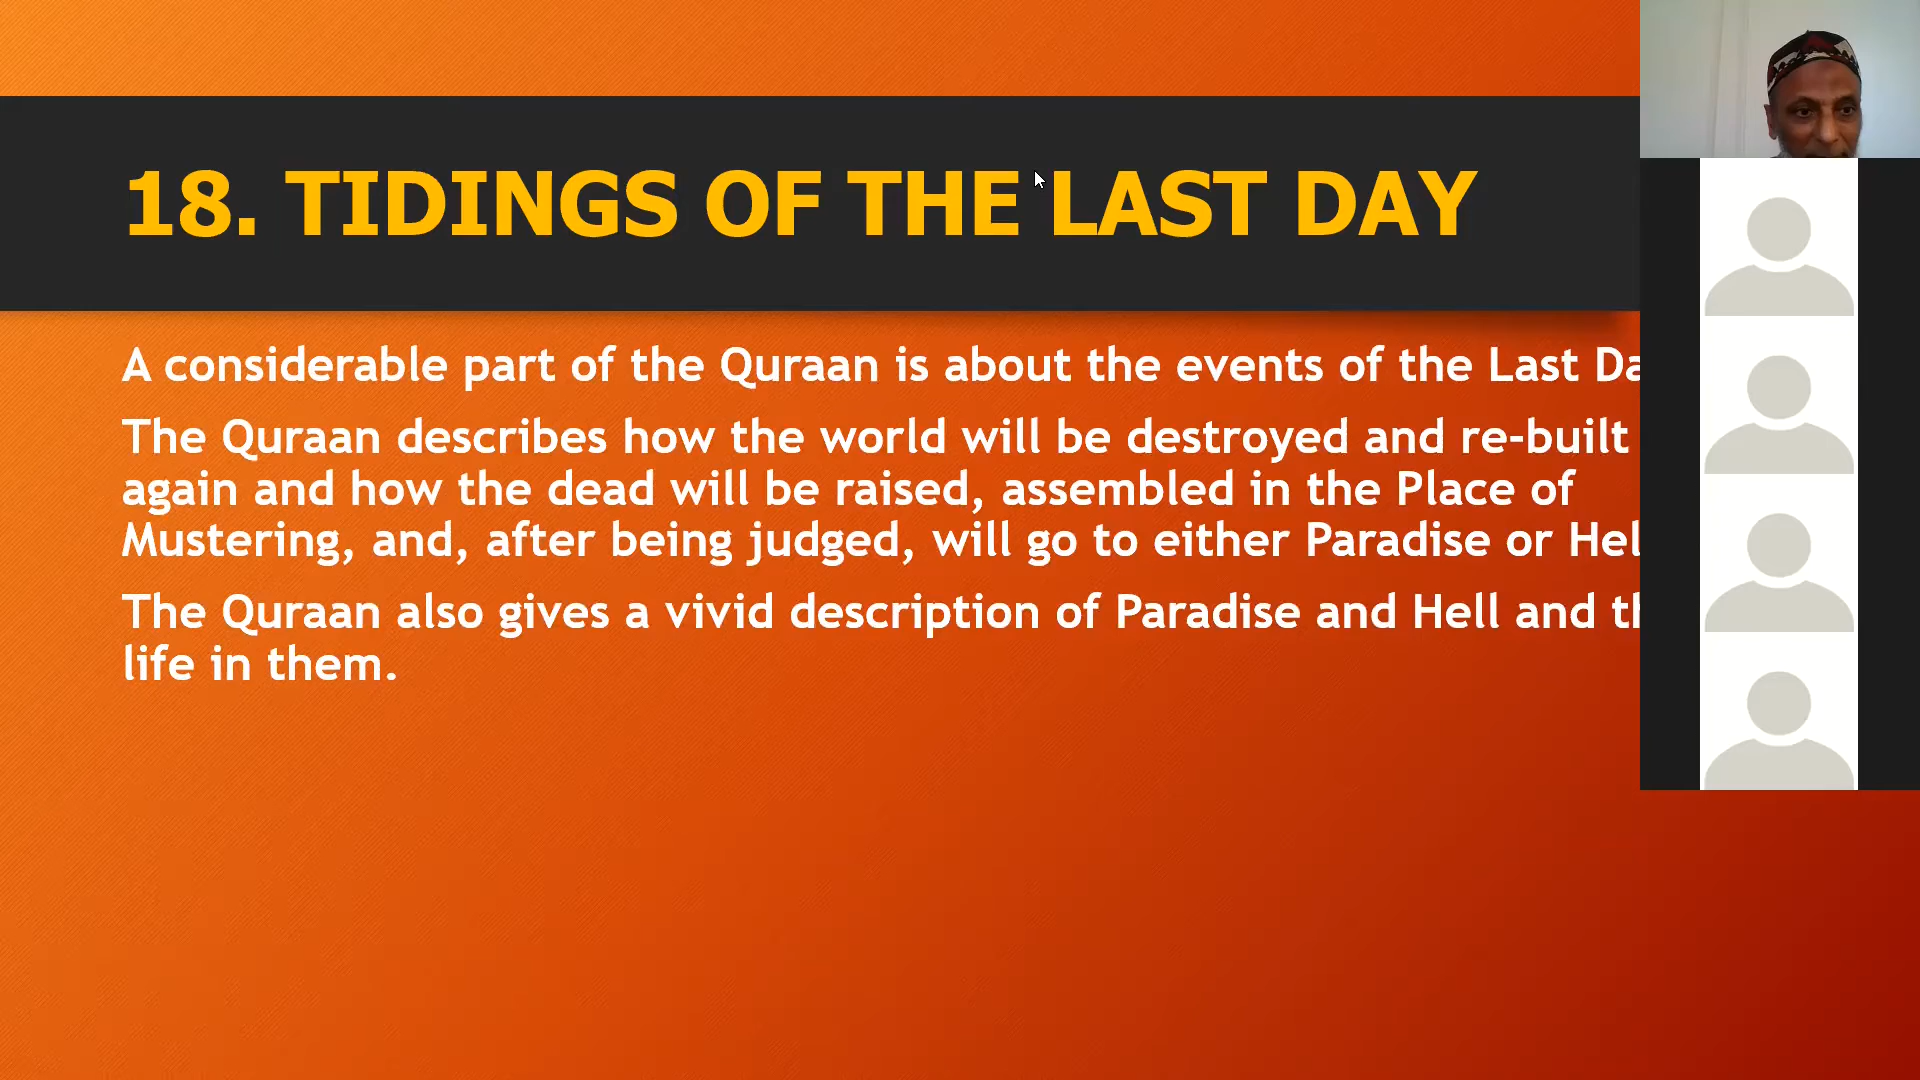 18. TIDINGS OF THE LAST DAY
A considerable part of the Quraan is about the events of the Last
The Quraan describes how the world will be destroyed and re-built
again and how the dead will be raised, assembled in the Place of
Mustering, and, after being judged, will go to either Paradise or
The Quraan also gives a vivid description of Paradise and Hell and
life in them.